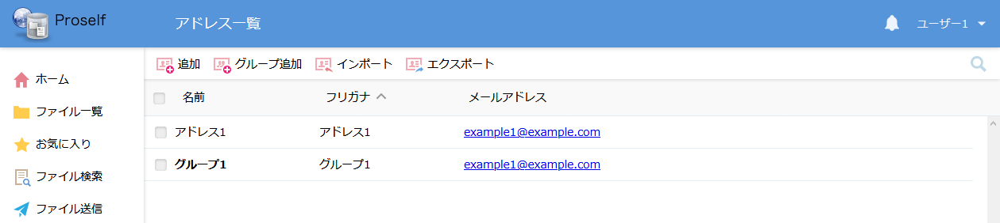 Proself
アドレス一覧
ユーザー1
追加 グループ追加 インポート エクスポート
ホーム
ファイル一覧
お気に入り
ファイル検索
ファイル送信
名前 フリガナ メールアドレス
アドレス1 アドレス1 example1@example.com
グループ1 グループ1 example1@example.com